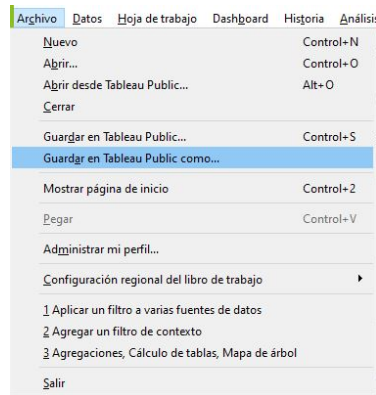 Archivo Datos Hoja de trabajo Dashboard Historia Análisis
Nuevo Control+N
Abrir... Control+O
Abrir desde Tableau Public... Alt+O
Cerrar
Guardar en Tableau Public... Control+S
Guardar en Tableau Public como...
Mostrar página de inicio Control+2
Pegar Control+V
Administrar mi perfil...
Configuración regional del libro de trabajo
1 Aplicar un filtro a varias fuentes de datos
2 Agregar un filtro de contexto
3 Agregaciones, Cálculo de tablas, Mapa de árbol
Salir